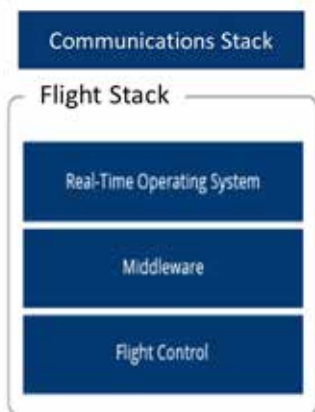 Communications Stack
Flight Stack
Real-Time Operating System
Middleware
Flight Control